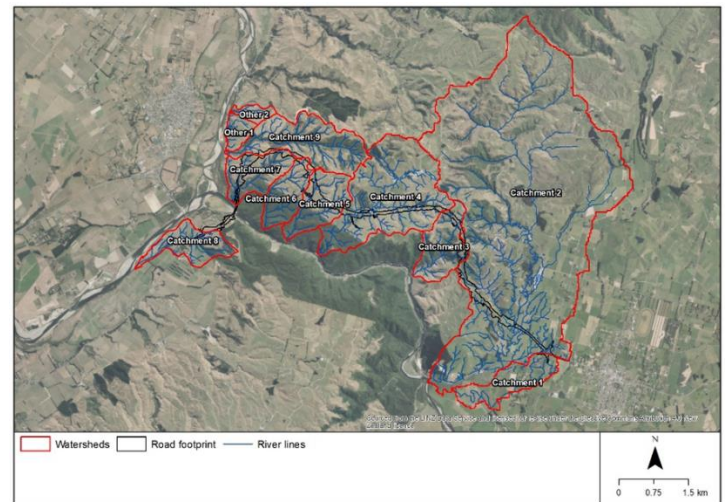 Other 2
Other 1
Catchment 9
Catchment 7
Catchment 2
Catchment 6
Catchment 4
Catchment 5
Catchment 8
Catchment 3
Catchment 1
Watersheds
Road footprint
River lines
N
0 0.75 1.5 km